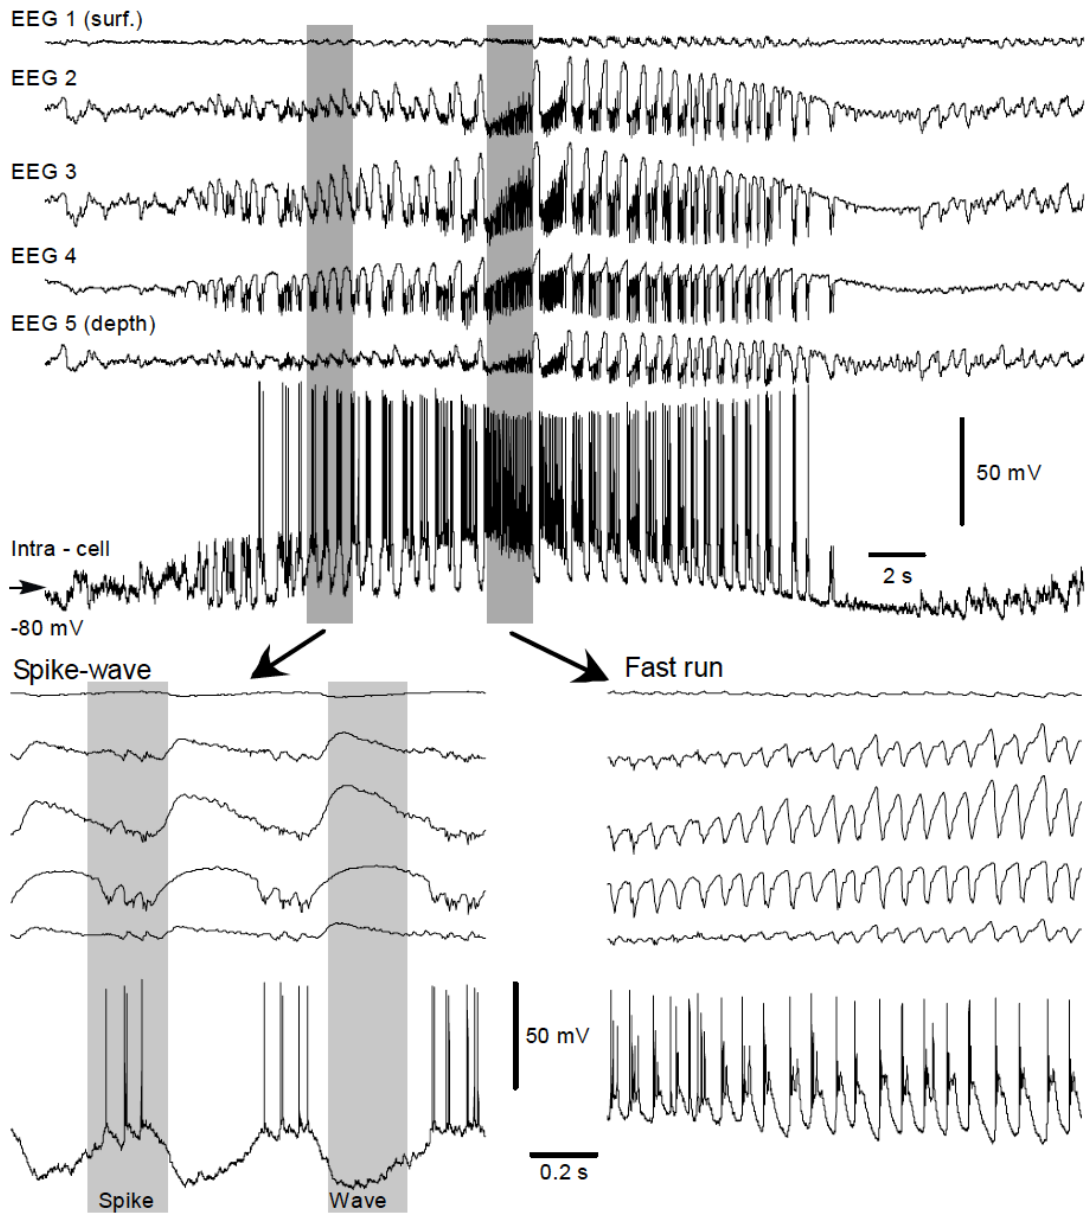 EEG 1 (surf.)
EEG 2
EEG 3
EEG 4
EEG 5 (depth)
50 mV
Intra - cell
2 s
-80 mV
Spike-wave
Fast run
50 mV
0.2 s
Spike
Wave